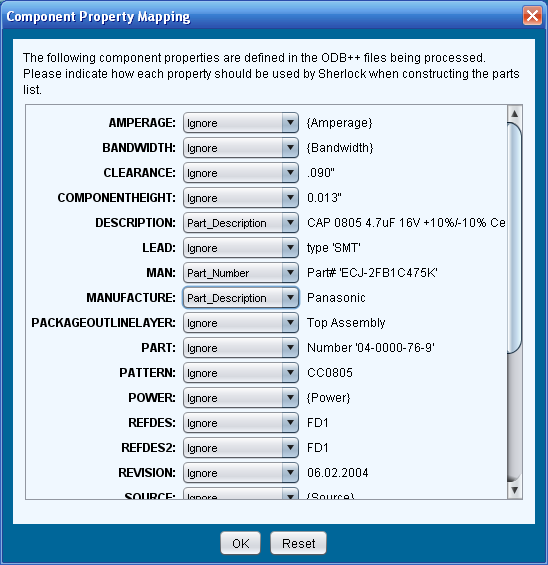 Component Property Mapping
The following component properties are defined in the ODB++ files being processed.
Please indicate how each property should be used by Sherlock when constructing the parts
list.
AMPERAGE: Ignore {Amperage}
BANDWIDTH: Ignore {Bandwidth}
CLEARANCE: Ignore .090"
COMPONENTHEIGHT: Ignore 0.013"
DESCRIPTION: Part_Description CAP 0805 4.7uF 16V +10%/-10% Ce
LEAD: Ignore type 'SMT'
MAN: Part_Number Part# 'ECJ-2FB1C475K'
MANUFACTURE: Part_Description Panasonic
PACKAGEOUTLINELAYER: Ignore Top Assembly
PART: Ignore Number '04-0000-76-9'
PATTERN: Ignore CC0805
POWER: Ignore {Power}
REFDES: Ignore FD1
REFDES2: Ignore FD1
REVISION: Ignore 06.02.2004
SOURCE: Ignore {Source}
OK Reset